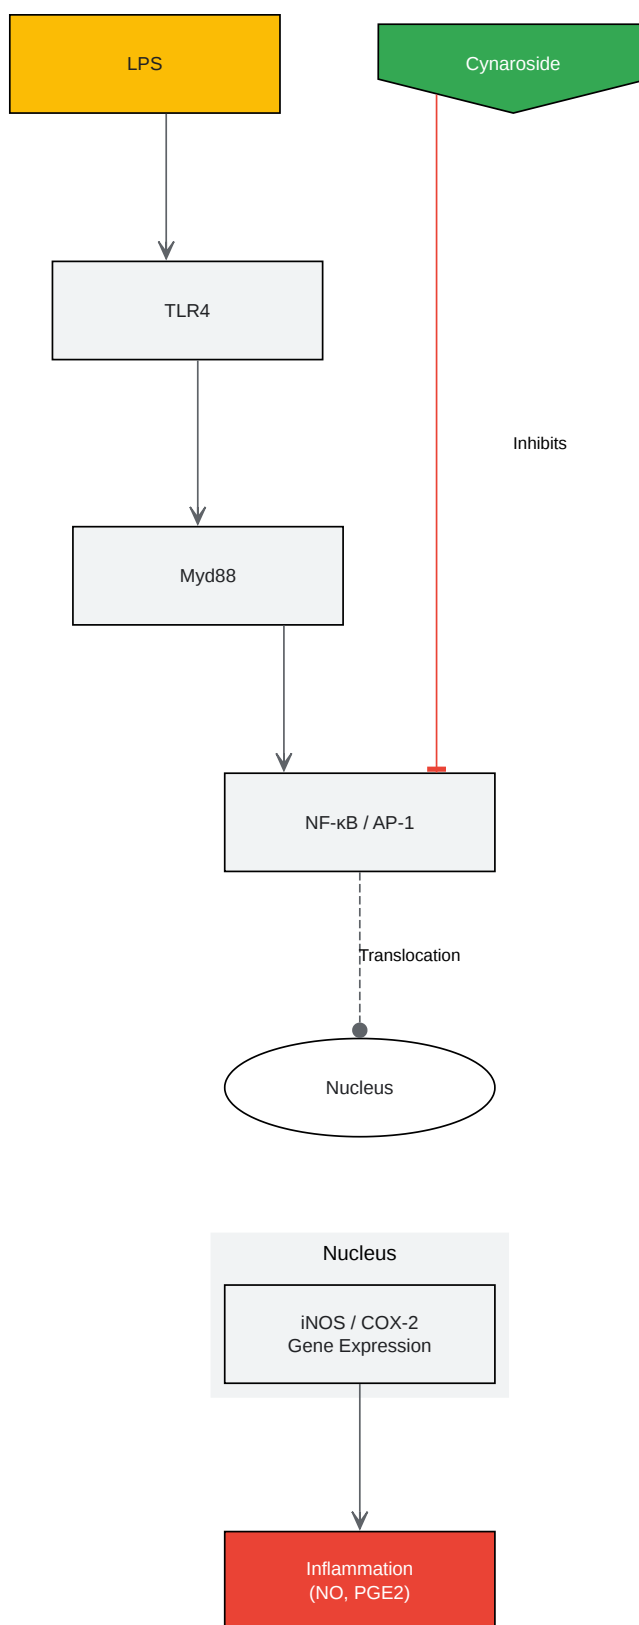 LPS
Cynaroside
TLR4
Inhibits
Myd88
NF-κB / AP-1
Translocation
Nucleus
Nucleus
iNOS / COX-2
Gene Expression
Inflammation
(NO, PGE2)